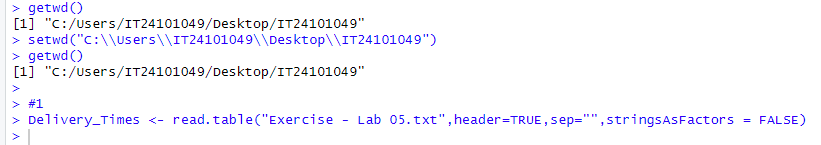 > getwd()
[1] "C:/Users/IT24101049/Desktop/IT24101049"
> setwd("C:\\Users\\IT24101049\\Desktop\\IT24101049")
> getwd()
[1] "C:/Users/IT24101049/Desktop/IT24101049"
>
> #1
> Delivery_Times <- read.table("Exercise - Lab 05.txt",header=TRUE,sep="",stringsAsFactors = FALSE)
>